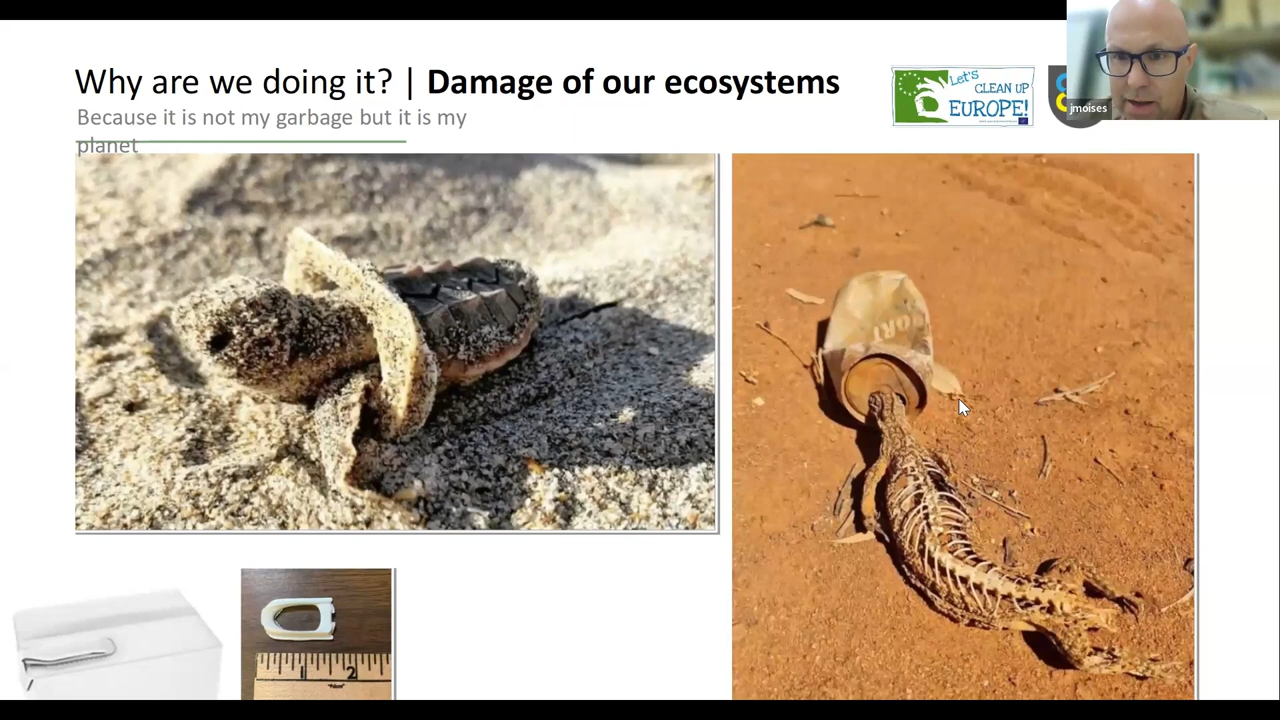 Why are we doing it? | Damage of our ecosystems
Because it is not my garbage but it is my
planet
Let's
CLEAN UP
EUROPE!
jmoises
1
2